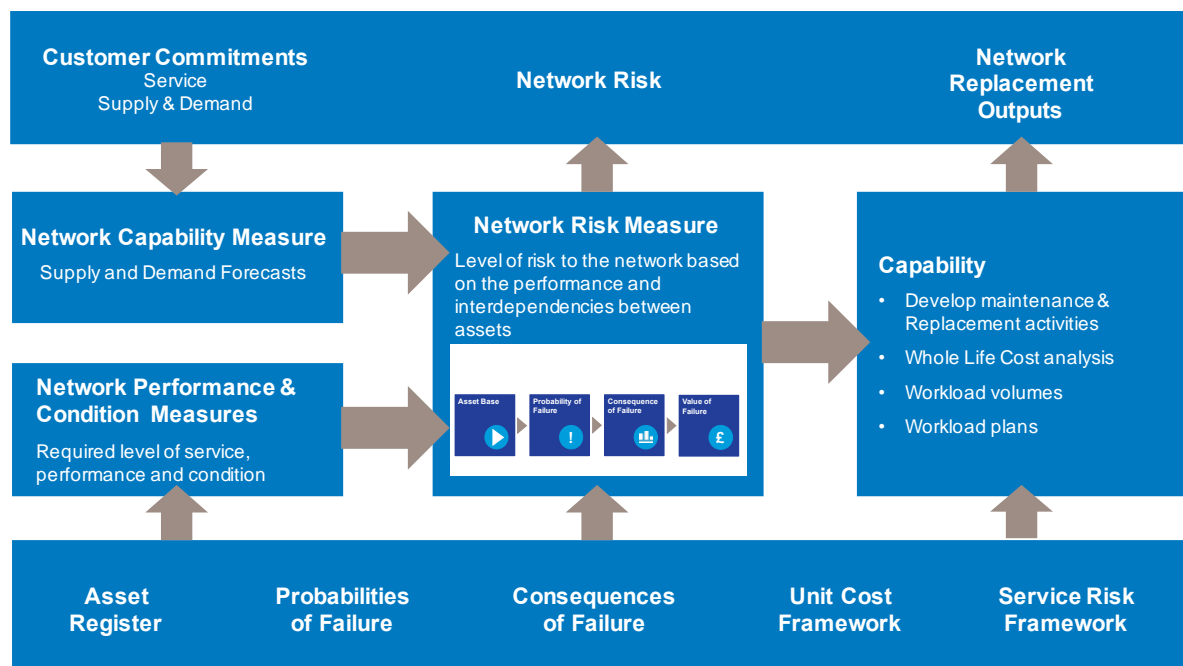 Customer Commitments
Service
Supply & Demand
Network Risk
Network
Replacement
Outputs
Network Capability Measure
Supply and Demand Forecasts
Network Performance &
Condition Measures
Required level of service,
performance and condition
Network Risk Measure
Level of risk to the network based
on the performance and
interdependencies between
assets
Asset Base
Probability of
Failure
!
Consequence
of Failure
Value of
Failure
£
Capability
• Develop maintenance &
Replacement activities
• Whole Life Cost analysis
• Workload volumes
• Workload plans
Asset
Register
Probabilities
of Failure
Consequences
of Failure
Unit Cost
Framework
Service Risk
Framework